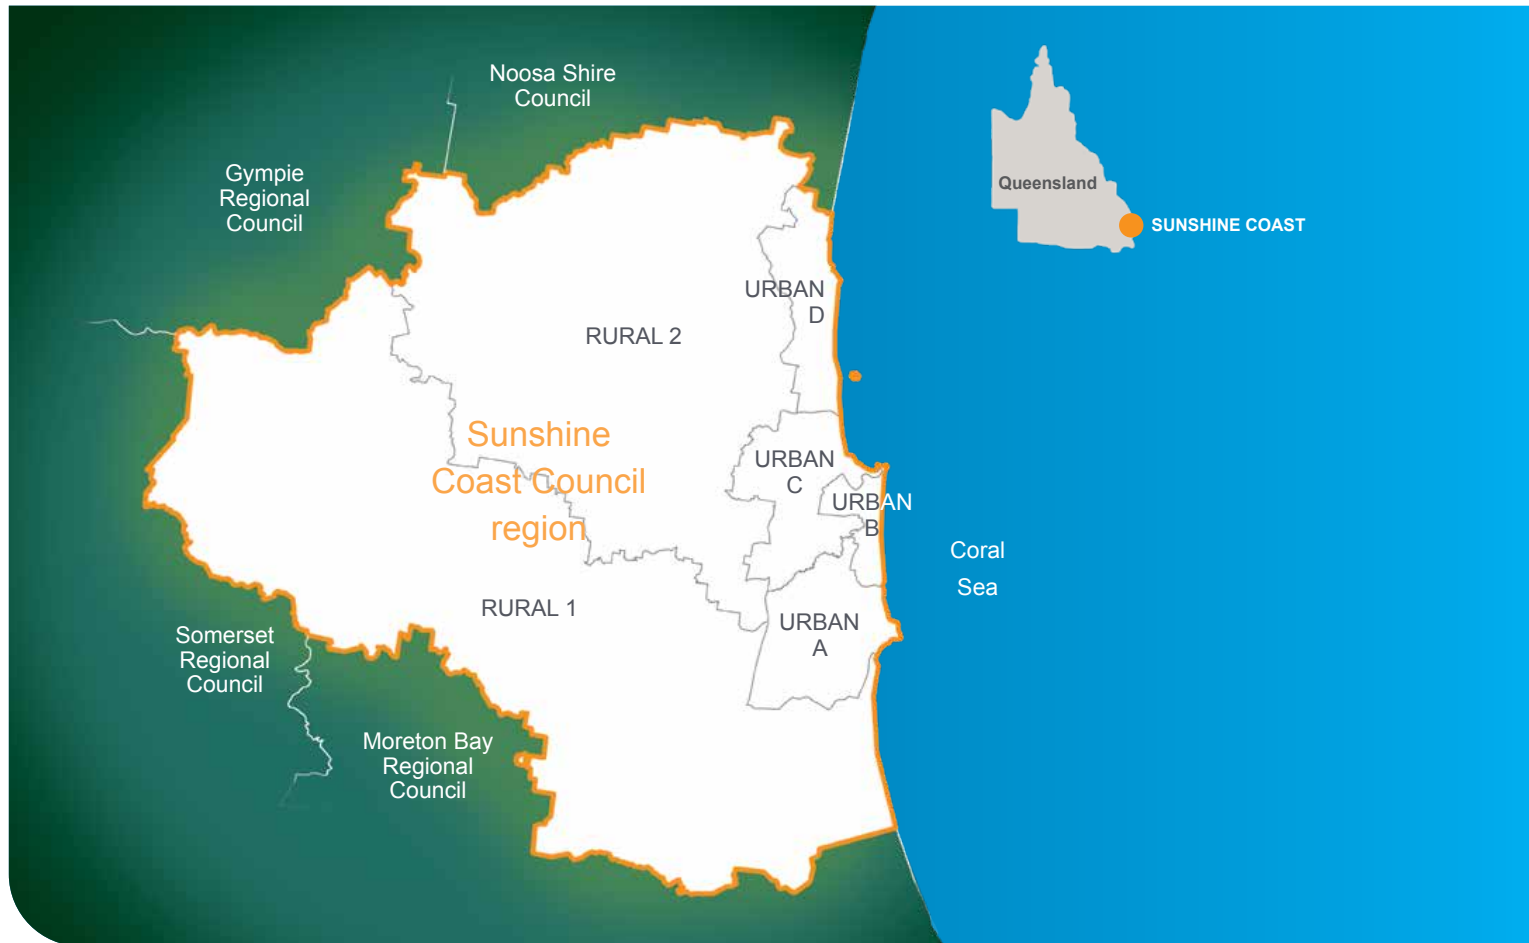 Noosa Shire
Council
Gympie
Regional
Council
Queensland
SUNSHINE COAST
URBAN
D
RURAL 2
Sunshine
Coast Council
region
URBAN
C
URBAN
B
Coral
Sea
RURAL 1
URBAN
A
Somerset
Regional
Council
Moreton Bay
Regional
Council